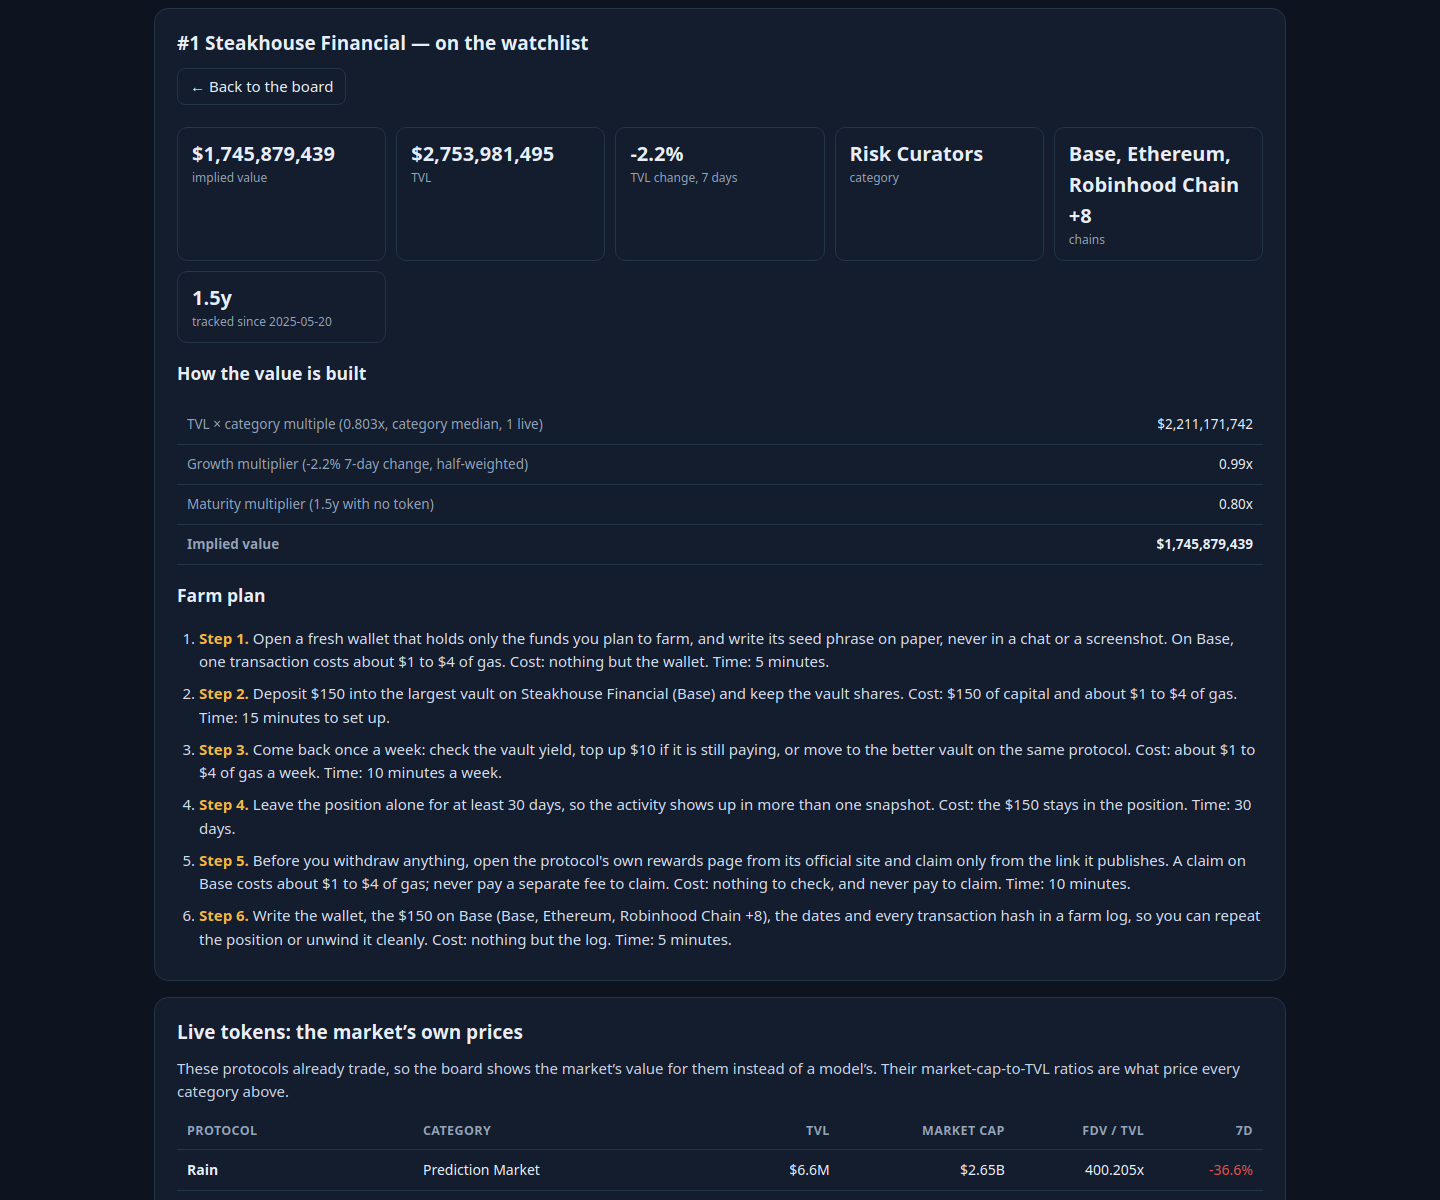 #1 Steakhouse Financial — on the watchlist
← Back to the board
$1,745,879,439
implied value
$2,753,981,495
TVL
-2.2%
TVL change, 7 days
Risk Curators
category
Base, Ethereum,
Robinhood Chain
+8
chains
1.5y
tracked since 2025-05-20
How the value is built
TVL × category multiple (0.803x, category median, 1 live) $2,211,171,742
Growth multiplier (-2.2% 7-day change, half-weighted) 0.99x
Maturity multiplier (1.5y with no token) 0.80x
Implied value $1,745,879,439
Farm plan
1. Step 1. Open a fresh wallet that holds only the funds you plan to farm, and write its seed phrase on paper, never in a chat or a screenshot. On Base,
one transaction costs about $1 to $4 of gas. Cost: nothing but the wallet. Time: 5 minutes.
2. Step 2. Deposit $150 into the largest vault on Steakhouse Financial (Base) and keep the vault shares. Cost: $150 of capital and about $1 to $4 of gas.
Time: 15 minutes to set up.
3. Step 3. Come back once a week: check the vault yield, top up $10 if it is still paying, or move to the better vault on the same protocol. Cost: about $1 to
$4 of gas a week. Time: 10 minutes a week.
4. Step 4. Leave the position alone for at least 30 days, so the activity shows up in more than one snapshot. Cost: the $150 stays in the position. Time: 30
days.
5. Step 5. Before you withdraw anything, open the protocol's own rewards page from its official site and claim only from the link it publishes. A claim on
Base costs about $1 to $4 of gas; never pay a separate fee to claim. Cost: nothing to check, and never pay to claim. Time: 10 minutes.
6. Step 6. Write the wallet, the $150 on Base (Base, Ethereum, Robinhood Chain +8), the dates and every transaction hash in a farm log, so you can repeat
the position or unwind it cleanly. Cost: nothing but the log. Time: 5 minutes.
Live tokens: the market’s own prices
These protocols already trade, so the board shows the market’s value for them instead of a model’s. Their market-cap-to-TVL ratios are what price every
category above.
PROTOCOL CATEGORY TVL MARKET CAP FDV / TVL 7D
Rain Prediction Market $6.6M $2.65B 400.205x -36.6%